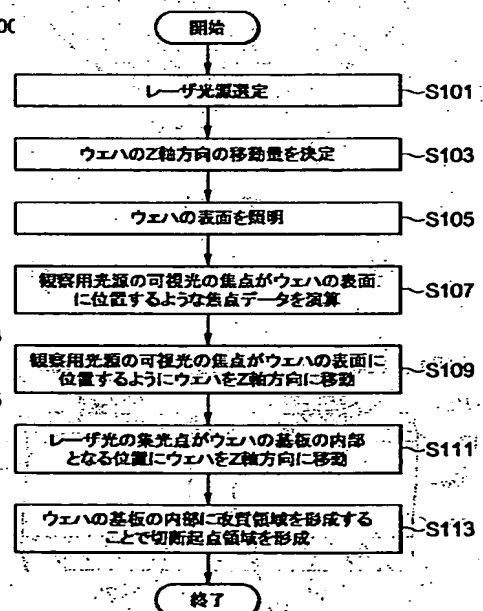 開始
レーザ光源選定
S101
ウェハのZ軸方向の移動量を決定
S103
ウェハの表面を照明
S105
観察用光源の可視光の焦点がウェハの表面
に位置するような焦点データを演算
S107
観察用光源の可視光の焦点がウェハの表面に
位置するようにウェハをZ軸方向に移動
S109
レーザ光の集光点がウェハの基板の内部
となる位置にウェハをZ軸方向に移動
S111
ウェハの基板の内部に改質領域を形成する
ことで切断起点領域を形成
S113
終了